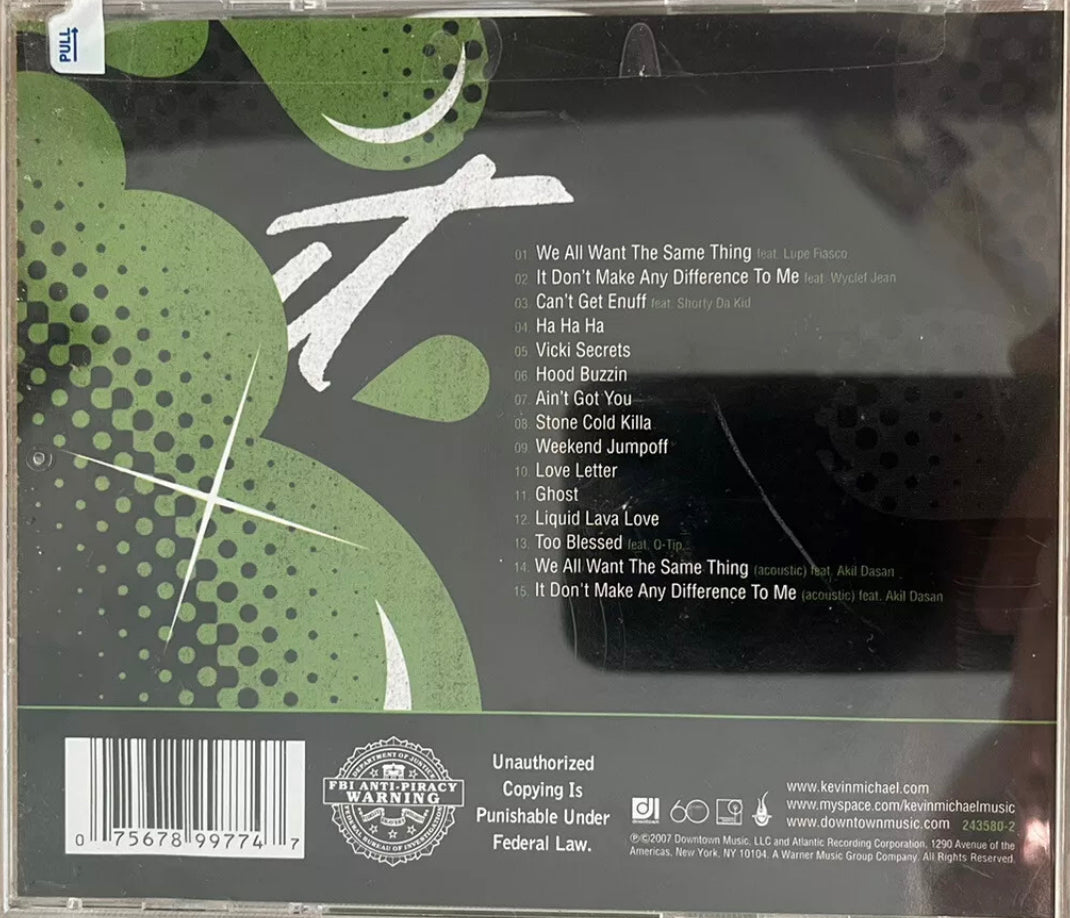 PULL
01. We All Want The Same Thing feat. Lupe Fiasco
02. It Don't Make Any Difference To Me feat. Wyclef Jean
03. Can't Get Enuff feat. Shorty Da Kid
04. Ha Ha Ha
05. Vicki Secrets
06. Hood Buzzin
07. Ain't Got You
08. Stone Cold Killa
09. Weekend Jumpoff
10. Love Letter
11. Ghost
12. Liquid Lava Love
13. Too Blessed feat. Q-Tip
14. We All Want The Same Thing (acoustic) feat. Akil Dasan
15. It Don't Make Any Difference To Me (acoustic) feat. Akil Dasan
0 75678 99774 7
DEPARTMENT OF JUSTICE
FBI ANTI-PIRACY
WARNING
FEDERAL BUREAU OF INVESTIGATION
Unauthorized
Copying Is
Punishable Under
Federal Law.
www.kevinmichael.com
www.myspace.com/kevinmichaelmusic
www.downtownmusic.com 243580-2
℗©2007 Downtown Music, LLC and Atlantic Recording Corporation, 1290 Avenue of the
Americas, New York, NY 10104. A Warner Music Group Company. All Rights Reserved.